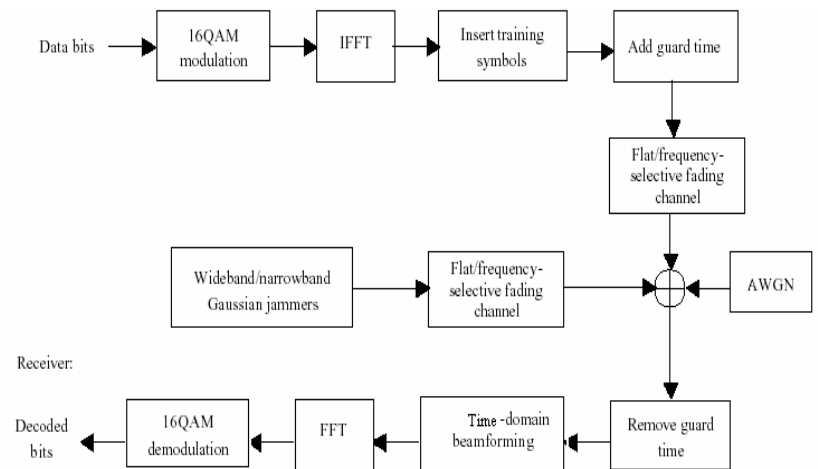 Data bits
16QAM
modulation
IFFT
Insert training
symbols
Add guard time
Flat/frequency-
selective fading
channel
Wideband/narrowband
Gaussian jammers
Flat/frequency-
selective fading
channel
AWGN
Receiver:
Decoded
bits
16QAM
demodulation
FFT
Time -domain
beamforming
Remove guard
time